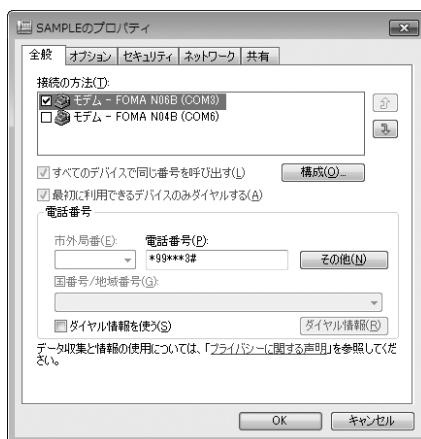 SAMPLEのプロパティ
全般 オプション セキュリティ ネットワーク 共有
接続の方法(T):
モデム - FOMA N06B (COM3)
モデム - FOMA N04B (COM6)
すべてのデバイスで同じ番号を呼び出す(L) 構成(O)...
最初に利用できるデバイスのみダイヤルする(A)
電話番号
市外局番(E): 電話番号(P):
*99***3# その他(N)
国番号/地域番号(G):
ダイヤル情報を使う(S) ダイヤル情報(R)
データ収集と情報の使用については、「プライバシーに関する声明」を参照してくだ
さい。
OK キャンセル